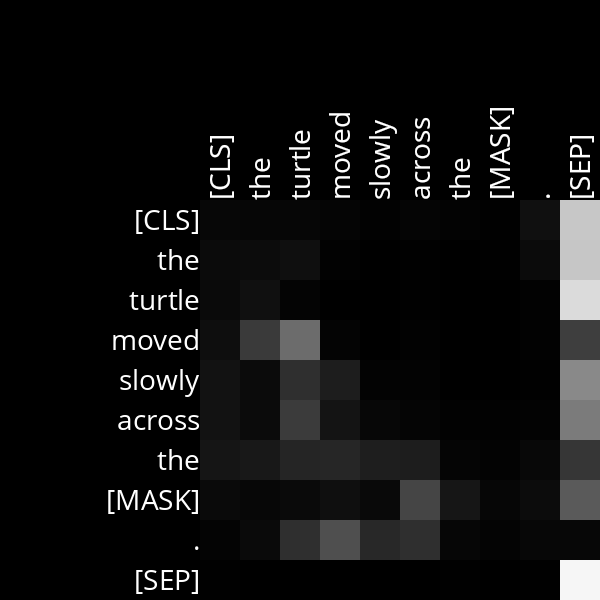 [CLS] the turtle moved slowly across the [MASK] . [SEP]
[CLS]
the
turtle
moved
slowly
across
the
[MASK]
.
[SEP]